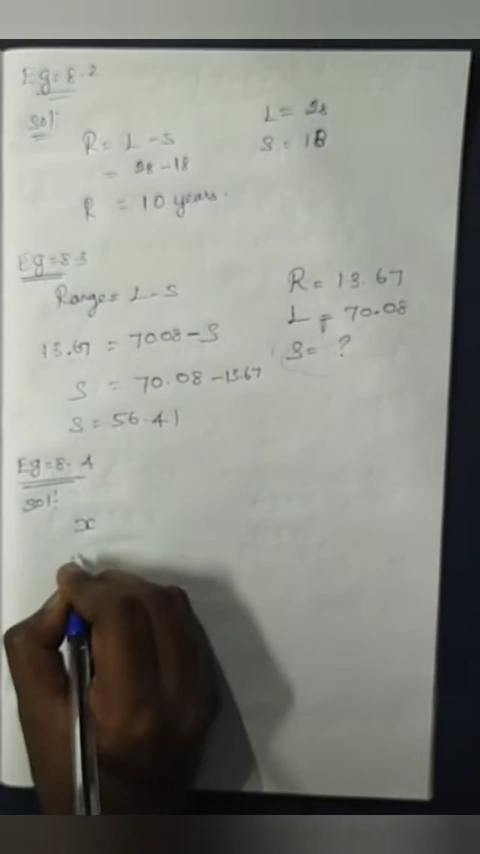 Eg=8.2
Sol:
L = 28
R = L - S
S = 18
= 28 - 18
R = 10 years.
Eg=8.3
Range = L - S
R = 13.67
L = 70.08
13.67 = 70.08 - S
S = ?
S = 70.08 - 13.67
S = 56.41
Eg=8.4
Sol:
x